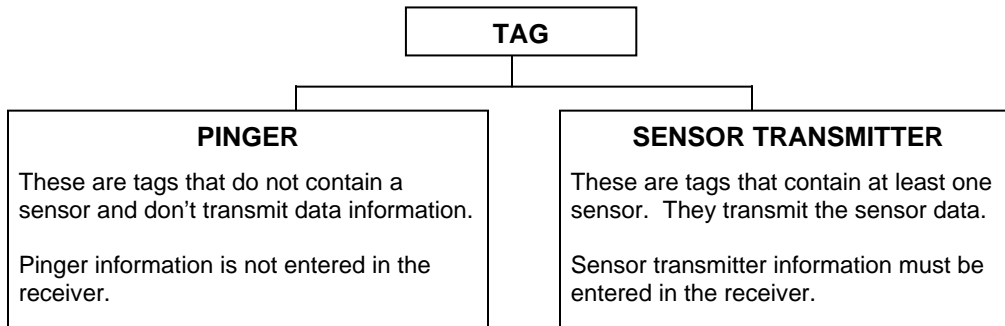 TAG
PINGER
These are tags that do not contain a
sensor and don’t transmit data information.
Pinger information is not entered in the
receiver.
SENSOR TRANSMITTER
These are tags that contain at least one
sensor.  They transmit the sensor data.
Sensor transmitter information must be
entered in the receiver.